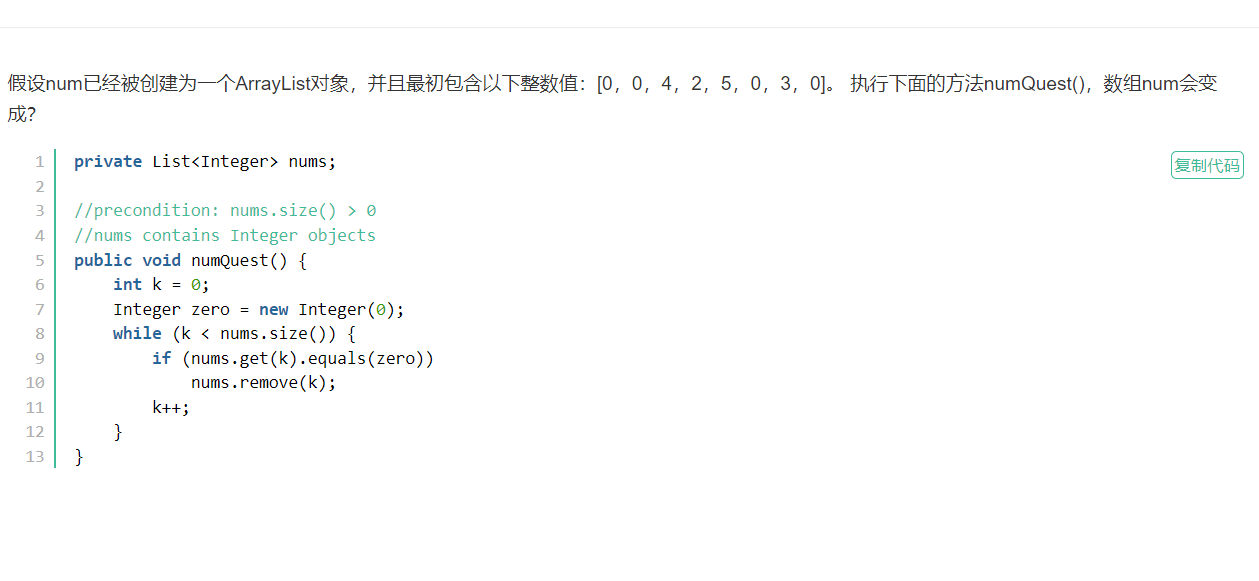 假设num已经被创建为一个ArrayList对象，并且最初包含以下整数值：[0，0，4，2，5，0，3，0]。 执行下面的方法numQuest()，数组num会变
成？
复制代码
1 private List<Integer> nums;
2
3 //precondition: nums.size() > 0
4 //nums contains Integer objects
5 public void numQuest() {
6     int k = 0;
7     Integer zero = new Integer(0);
8     while (k < nums.size()) {
9         if (nums.get(k).equals(zero))
10             nums.remove(k);
11         k++;
12     }
13 }